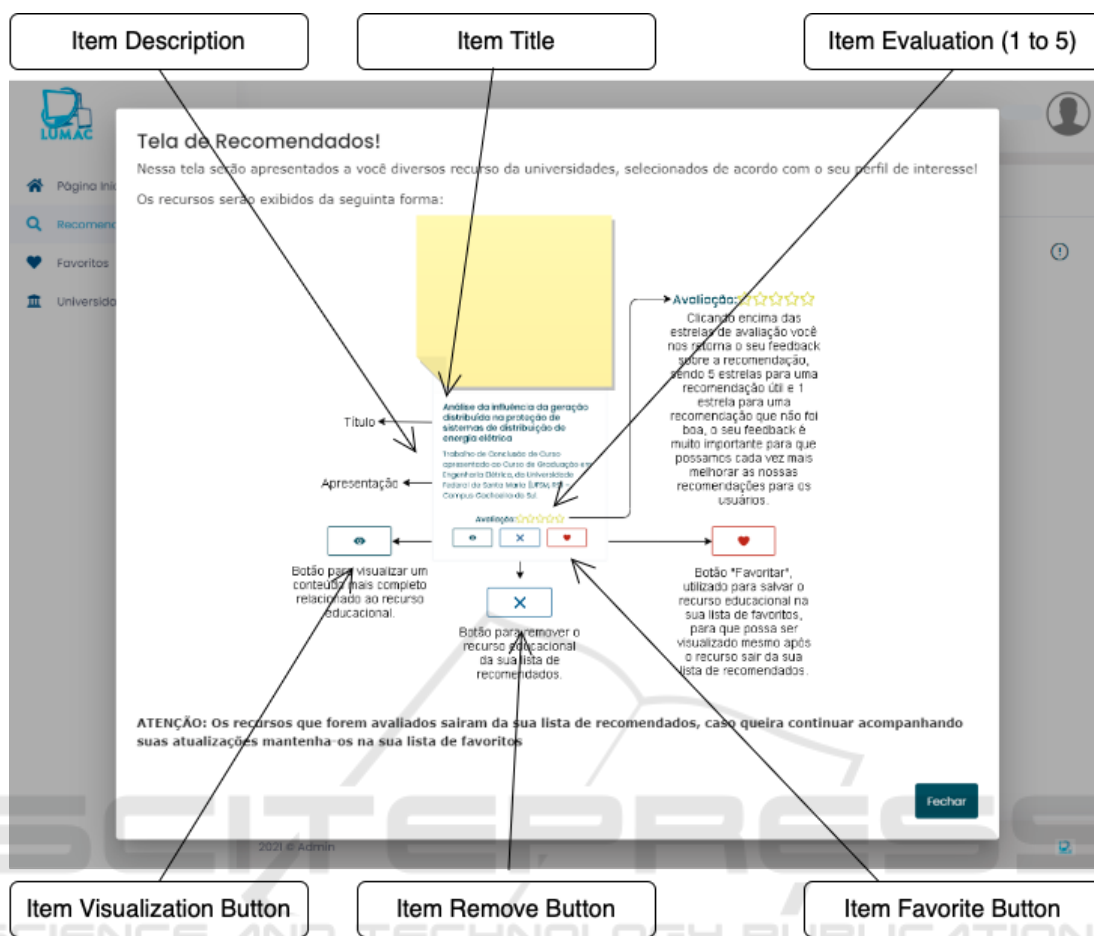 Item Description
Item Title
Item Evaluation (1 to 5)
LUMAC
Tela de Recomendados!
Nessa tela serão apresentados a você diversos recurso da universidades, selecionados de acordo com o seu perfil de interesse!
Página Iníc
Os recursos serão exibidos da seguinta forma:
Recomend
Favoritos
Universida
Avaliação:
Clicando encima das
estrelas de avaliação você
nos retorna o seu feedback
sobre a recomendação,
sendo 5 estrelas para uma
recomendação útil e 1
estrela para uma
recomendação que não foi
boa, o seu feedback é
muito importante para que
possamos cada vez mais
melhorar as nossas
recomendações para os
usuários.
Título
Análise da influência da geração
distribuída na proteção de
sistemas de distribuição de
energia elétrica
Apresentação
Trabalho de Conclusão de Curso
apresentado ao Curso de Graduação em
Engenharia Elétrica, da Universidade
Federal de Santa Maria (UFSM, RS) -
Campus Cachoeira do Sul.
Avaliação:
Botão para visualizar um
conteúdo mais completo
relacionado ao recurso
educacional.
Botão para remover o
recurso educacional
da sua lista de
recomendados.
Botão "Favoritar",
utilizado para salvar o
recurso educacional na
sua lista de favoritos,
para que possa ser
visualizado mesmo após
o recurso sair da sua
lista de recomendados.
ATENÇÃO: Os recursos que forem avaliados sairam da sua lista de recomendados, caso queira continuar acompanhando
suas atualizações mantenha-os na sua lista de favoritos
Fechar
SCITEPRESS
2021 © Admin
Item Visualization Button
Item Remove Button
Item Favorite Button
SCIENCE AND TECHNOLOGY PUBLICATIONS